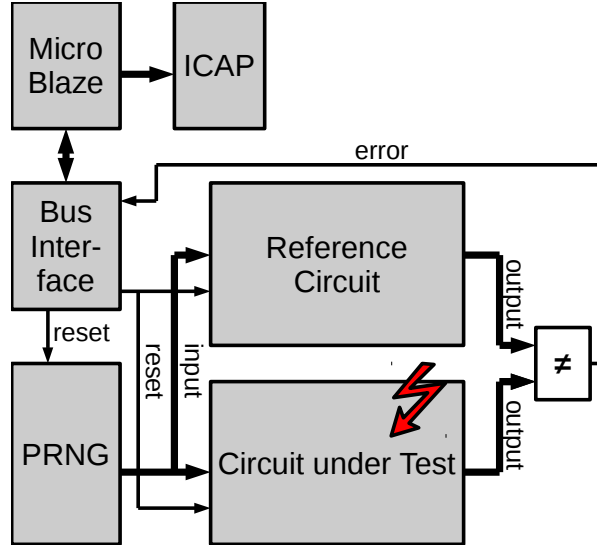 Micro
Blaze
ICAP
error
Bus
Inter-
face
Reference
Circuit
output
reset
reset
input
≠
PRNG
Circuit under Test
output